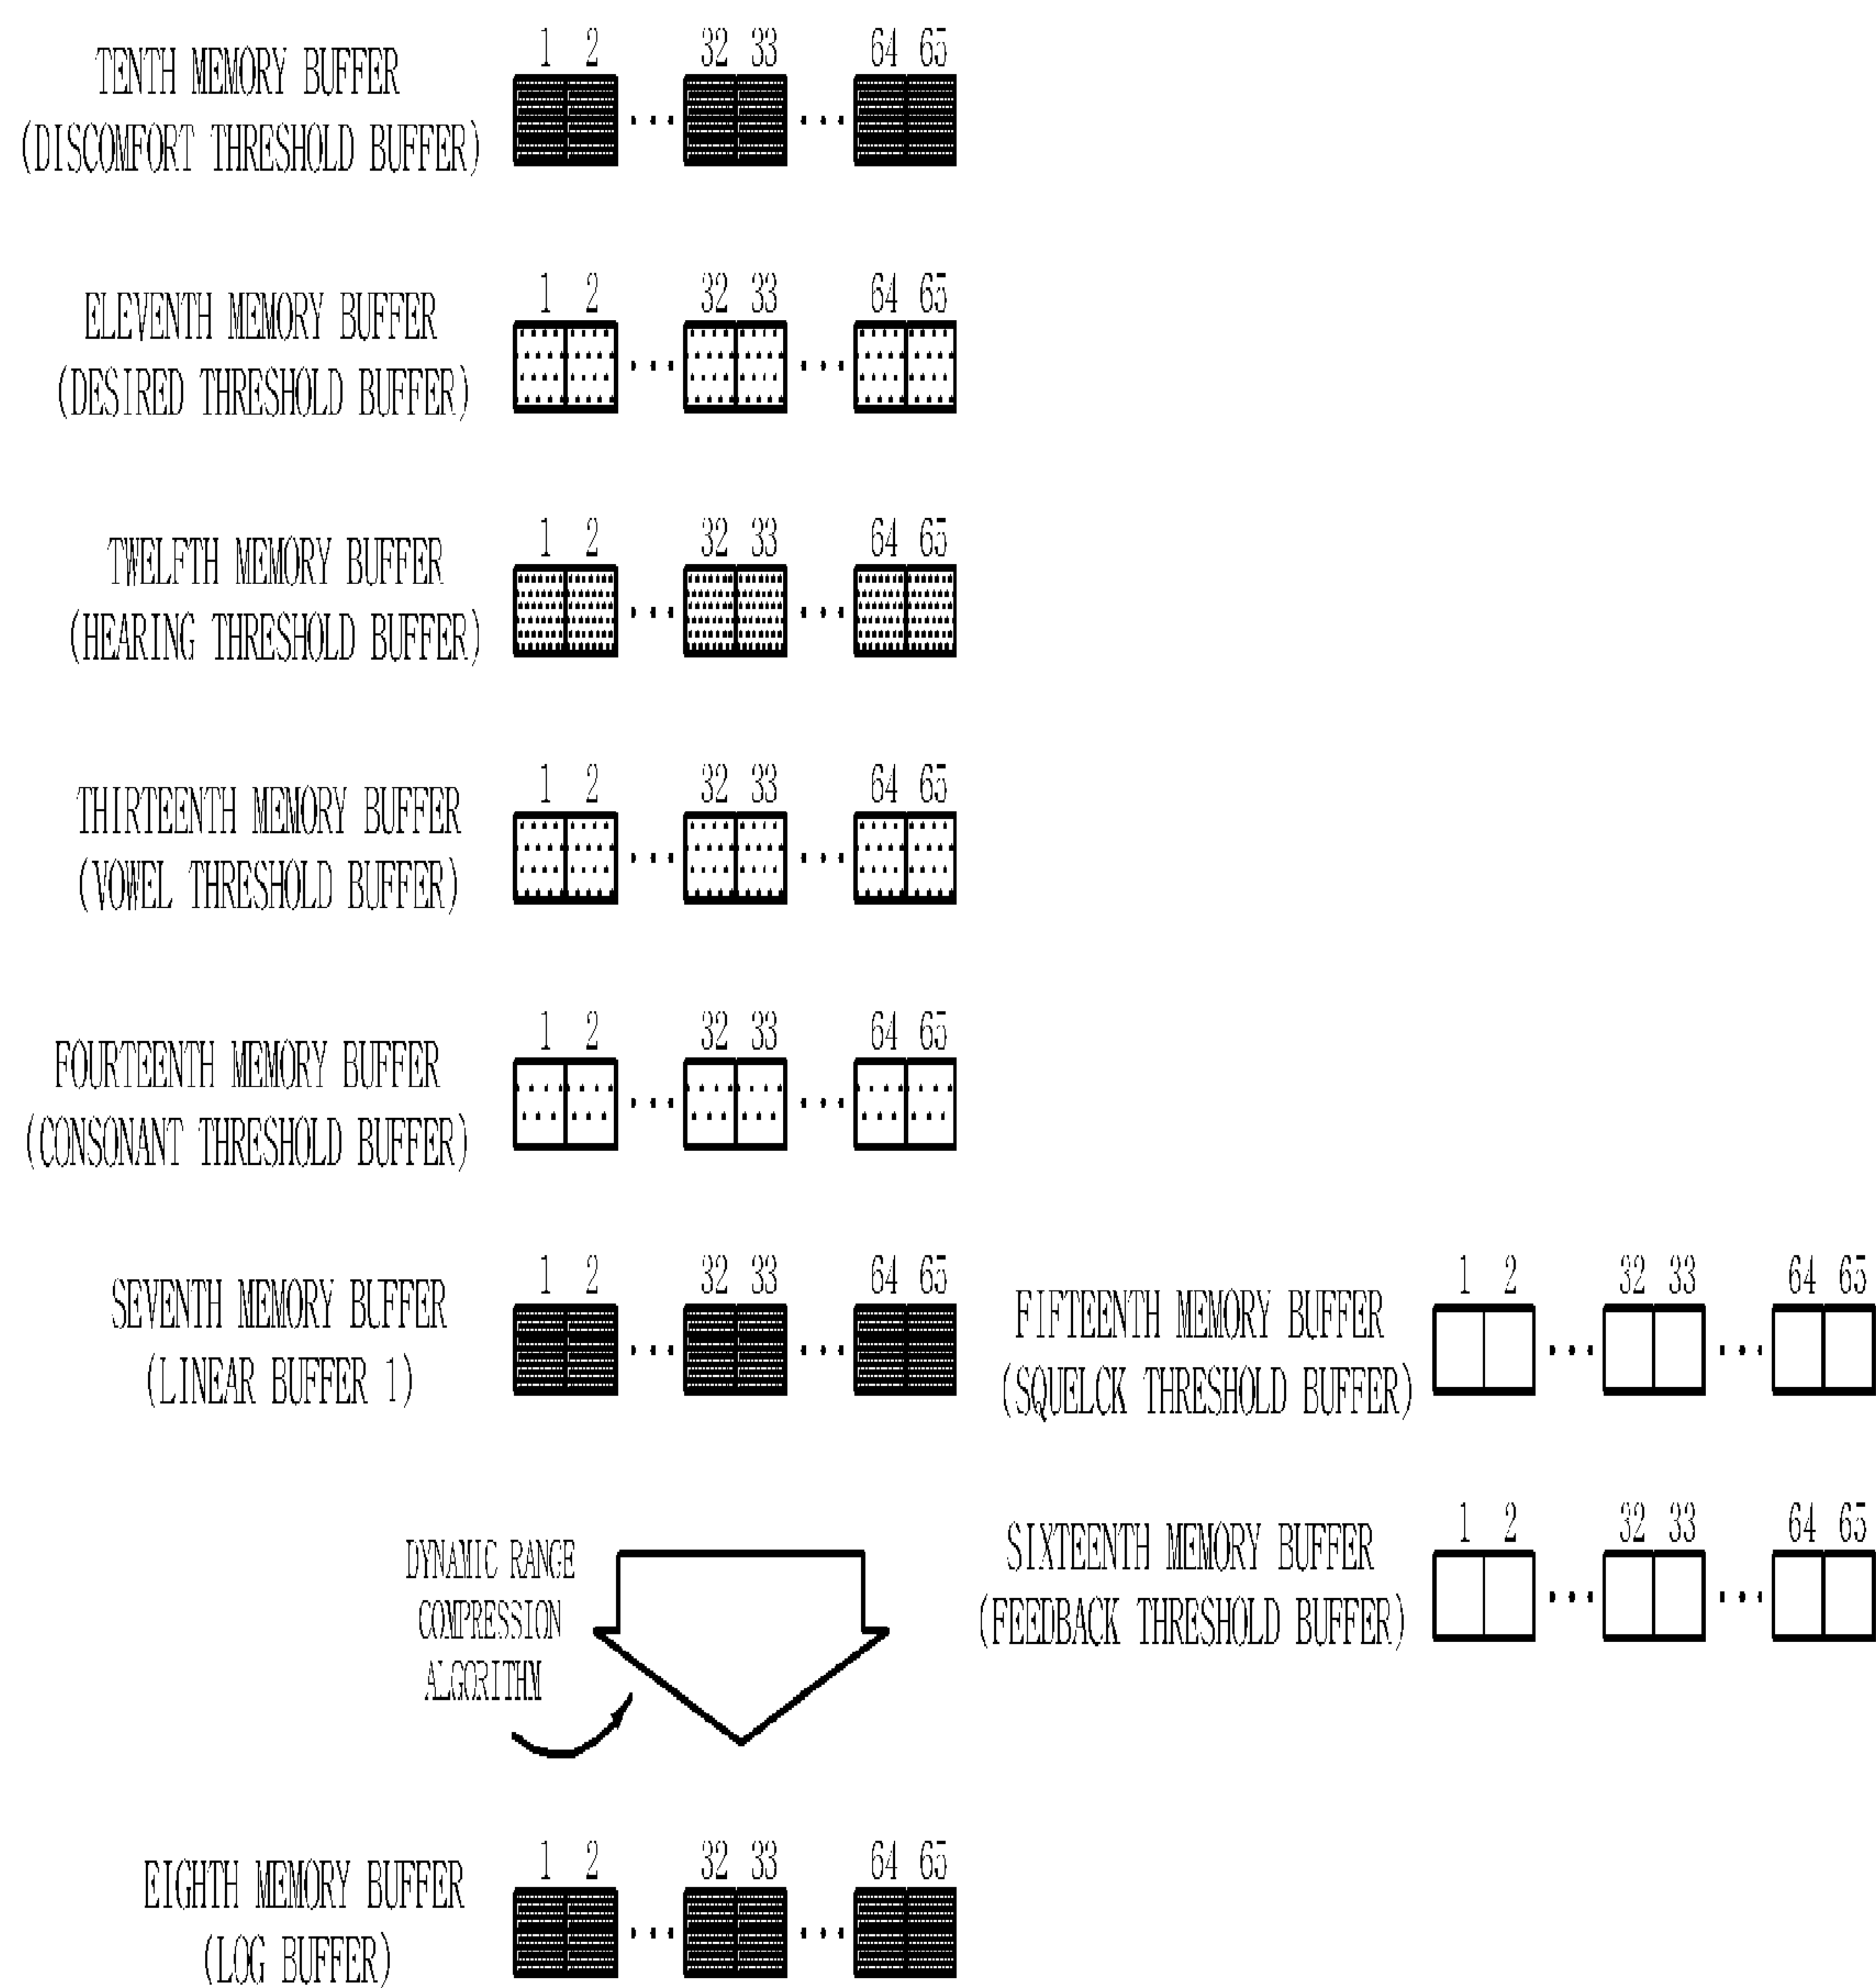 1 2 ... 32 33 ... 64 65
TENTH MEMORY BUFFER
(DISCOMFORT THRESHOLD BUFFER)
1 2 32 33 64 65
ELEVENTH MEMORY BUFFER
(DESIRED THRESHOLD BUFFER)
1 2 32 33 64 65
TWELFTH MEMORY BUFFER
(HEARING THRESHOLD BUFFER)
1 2 32 33 64 65
THIRTEENTH MEMORY BUFFER
(VOWEL THRESHOLD BUFFER)
1 2 32 33 64 65
FOURTEENTH MEMORY BUFFER
(CONSONANT THRESHOLD BUFFER)
1 2 32 33 64 65
SEVENTH MEMORY BUFFER
(LINEAR BUFFER 1)
1 2 32 33 64 65
FIFTEENTH MEMORY BUFFER
(SQUELCK THRESHOLD BUFFER)
1 2 32 33 64 65
SIXTEENTH MEMORY BUFFER
(FEEDBACK THRESHOLD BUFFER)
DYNAMIC RANGE
COMPRESSION
ALGORITHM
1 2 32 33 64 65
EIGHTH MEMORY BUFFER
(LOG BUFFER)